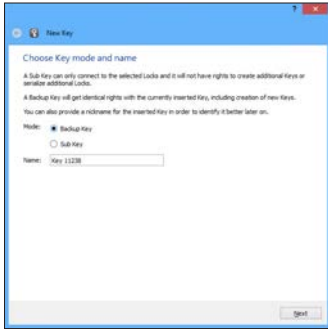 ?
New Key
Choose Key mode and name
A Sub Key can only connect to the selected Locks and it will not have rights to create additional Keys or
serialize additional Locks.
A Backup Key will get identical rights with the currently inserted Key, including creation of new Keys.
You can also provide a nickname for the inserted Key in order to identify it better later on.
Mode: Backup Key
Sub Key
Name: Key 11238
Next